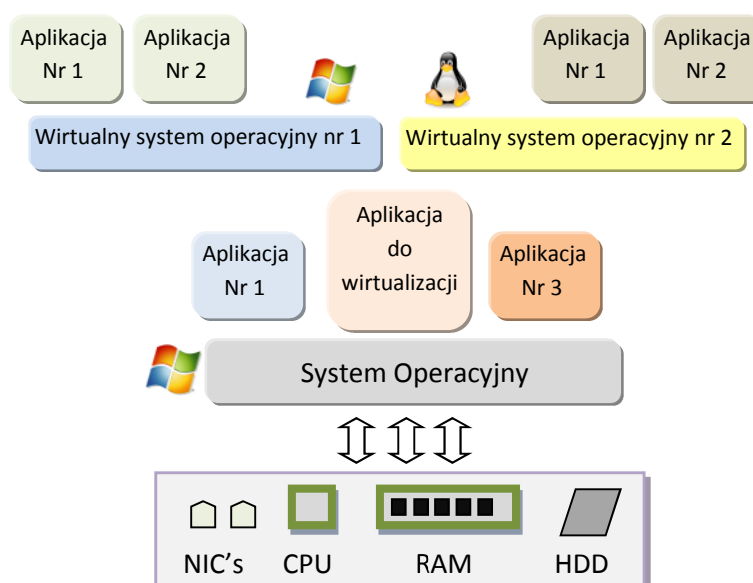 Aplikacja
Nr 1
Aplikacja
Nr 2
Aplikacja
Nr 1
Aplikacja
Nr 2
Wirtualny system operacyjny nr 1
Wirtualny system operacyjny nr 2
Aplikacja
Nr 1
Aplikacja
do
wirtualizacji
Aplikacja
Nr 3
System Operacyjny
NIC's
CPU
RAM
HDD